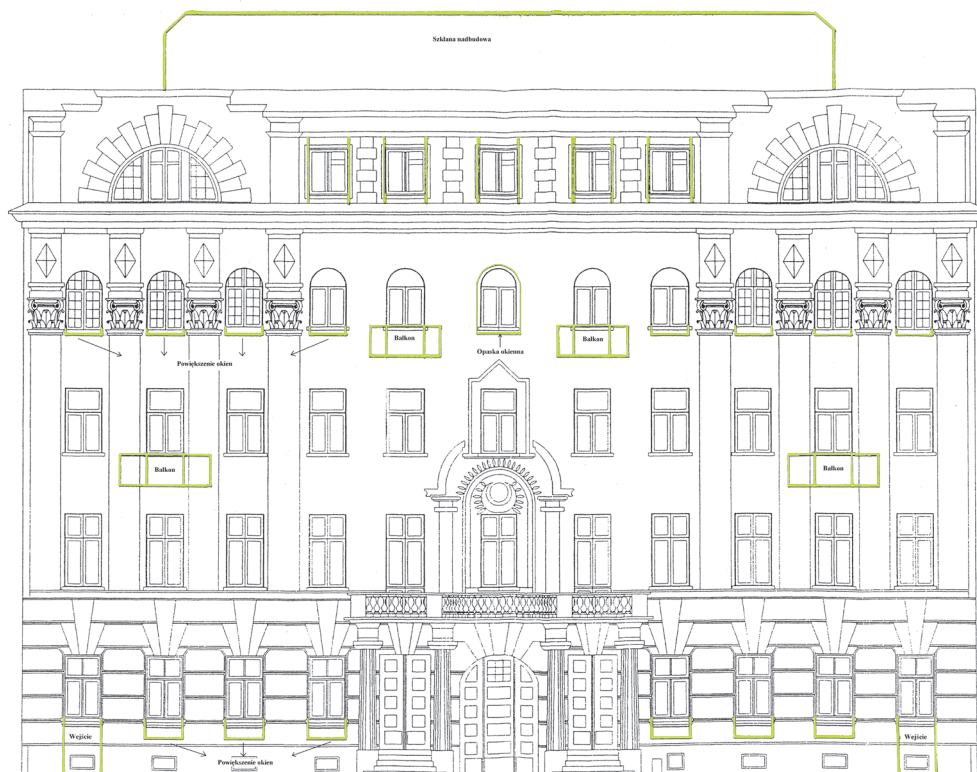 Szklana nadbudowa
Balkon
Balkon
Opaska okienna
Powiększenie okien
Balkon
Balkon
Wejście
Wejście
Powiększenie okien